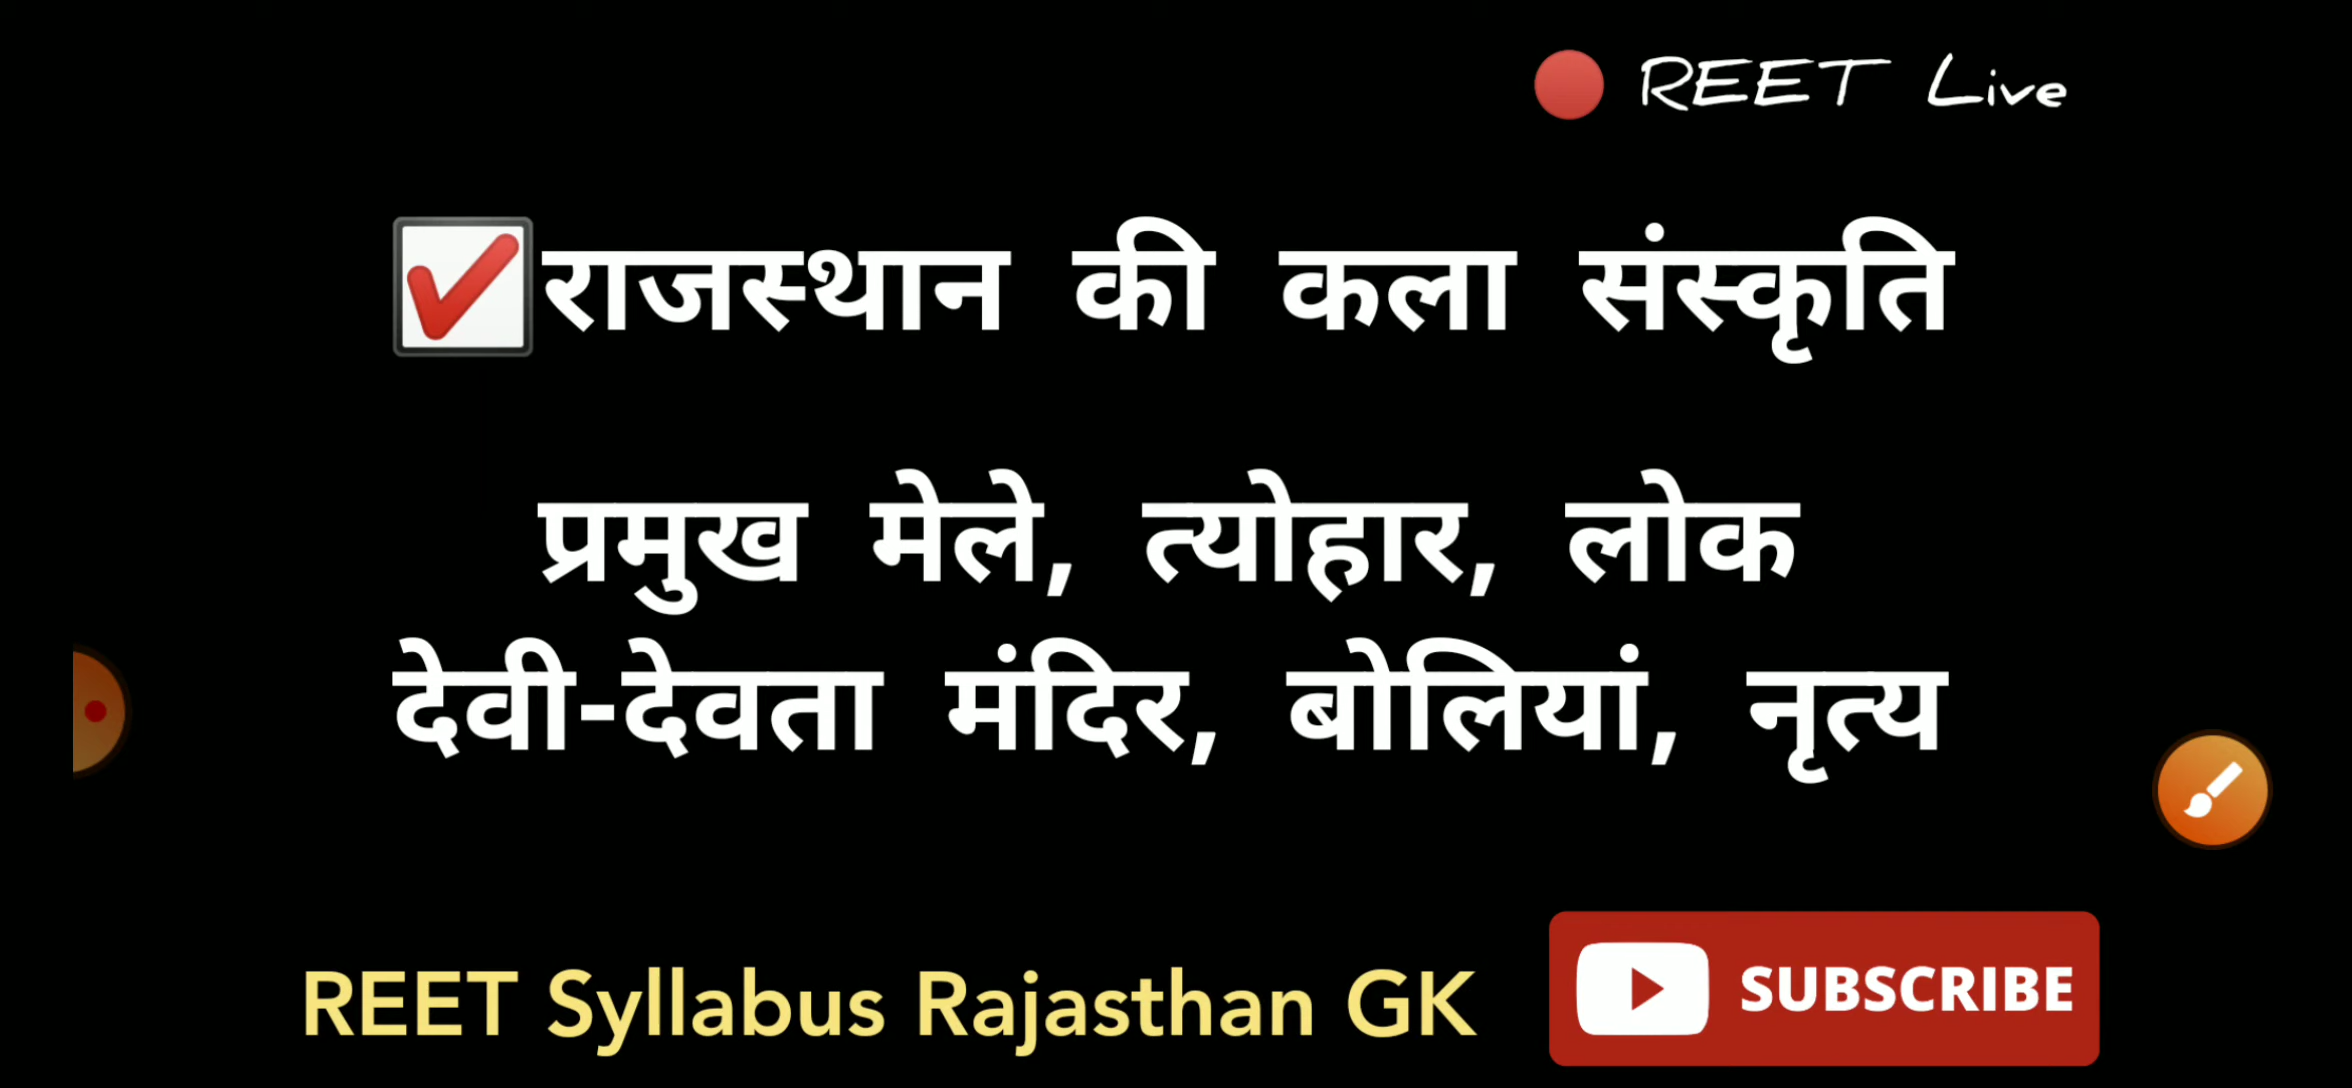 REET Live
राजस्थान की कला संस्कृति
प्रमुख मेले, त्योहार, लोक
देवी-देवता मंदिर, बोलियां, नृत्य
REET Syllabus Rajasthan GK
SUBSCRIBE